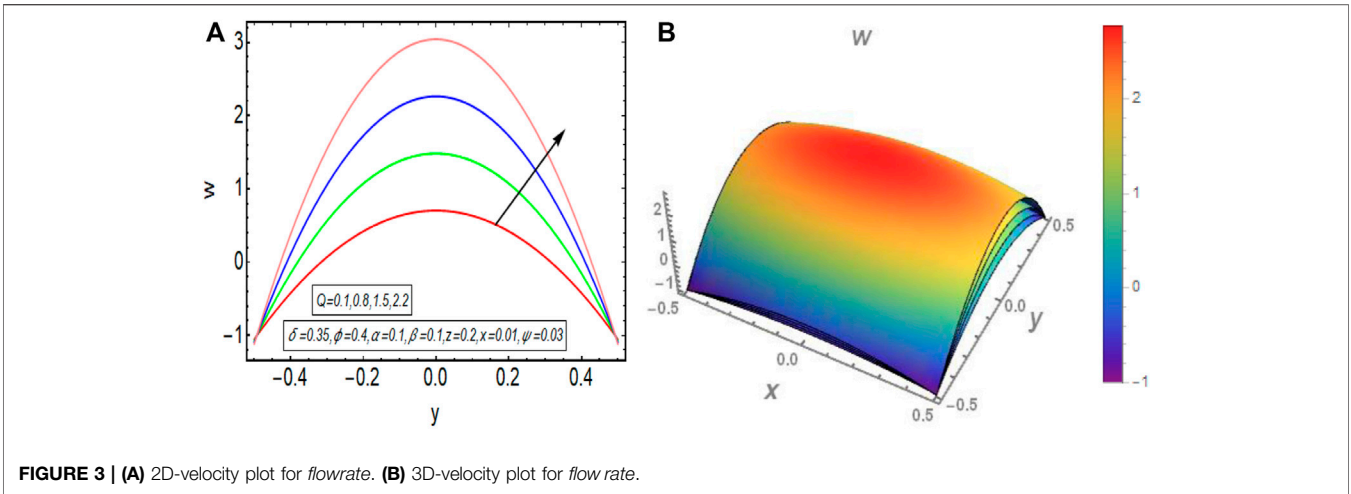 A
3
2
1
0
−1
w
Q=0.1,0.8,1.5,2.2
δ=0.35,ϕ=0.4,α=0.1,β=0.1,z=0.2,x=0.01,ψ=0.03
−0.4 −0.2 0.0 0.2 0.4
y
B
w
2
1
0
−1
−0.5
0.0
0.5
x
−0.5
0.0
0.5
y
2
1
0
−1
FIGURE 3 | (A) 2D-velocity plot for flowrate. (B) 3D-velocity plot for flow rate.